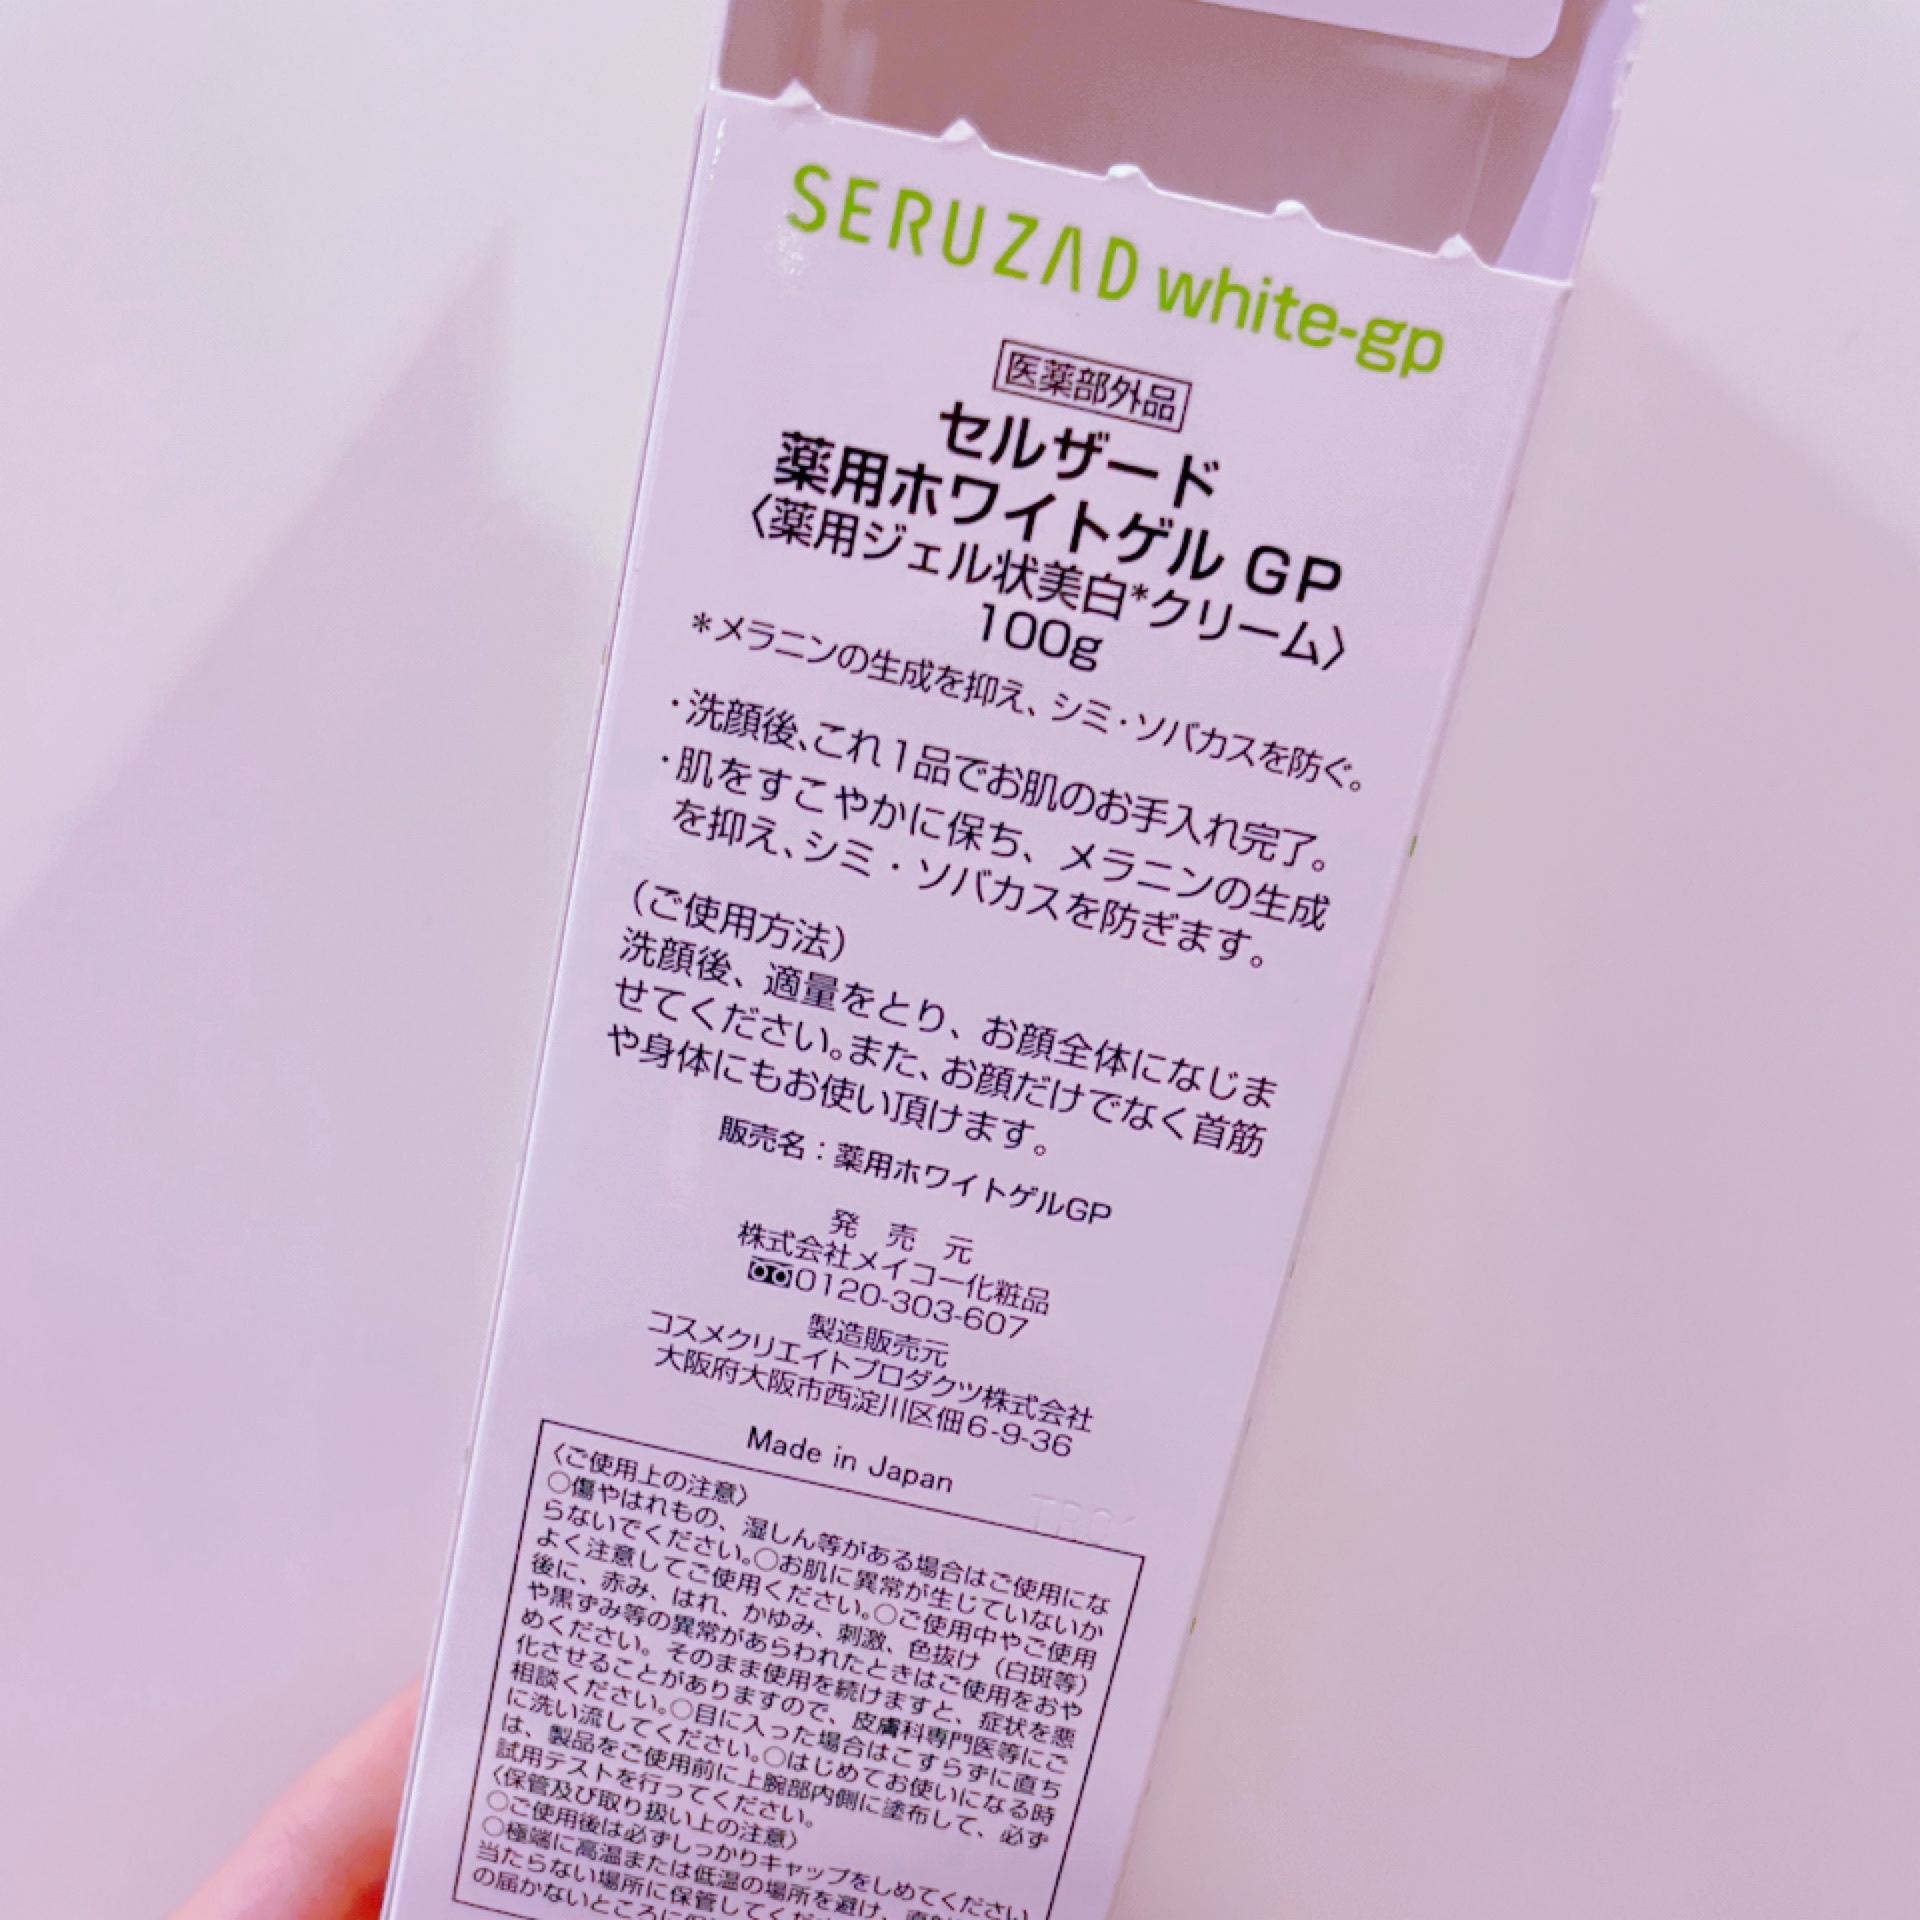 SERUZAD white-gp
医薬部外品
セルザード
薬用ホワイトゲル GP
〈薬用ジェル状美白*クリーム〉
100g
*メラニンの生成を抑え、シミ・ソバカスを防ぐ。
・洗顔後、これ1品でお肌のお手入れ完了。
・肌をすこやかに保ち、メラニンの生成
を抑え、シミ・ソバカスを防ぎます。
(ご使用方法)
洗顔後、適量をとり、お顔全体になじま
せてください。また、お顔だけでなく首筋
や身体にもお使い頂けます。
販売名：薬用ホワイトゲルGP
発売元
株式会社メイコー化粧品
0120-303-607
製造販売元
コスメクリエイトプロダクツ株式会社
大阪府大阪市西淀川区佃6-9-36
Made in Japan
〈ご使用上の注意〉
○傷やはれもの、湿しん等がある場合はご使用にな
らないでください。○お肌に異常が生じていないか
よく注意してご使用ください。○ご使用中やご使用
後に、赤み、はれ、かゆみ、刺激、色抜け（白斑等）
や黒ずみ等の異常があらわれたときはご使用をおや
めください。そのまま使用を続けますと、症状を悪
化させることがありますので、皮膚科専門医等にご
相談ください。○目に入った場合はこすらずに直ち
に洗い流してください。○はじめてお使いになる時
は、製品をご使用前に上腕部内側に塗布して、必ず
試用テストを行ってください。
〈保管及び取り扱い上の注意〉
○ご使用後は必ずしっかりキャップをしめてください
○極端に高温または低温の場所を避け、
当たらない場所に保管してくだ
の届かないところに